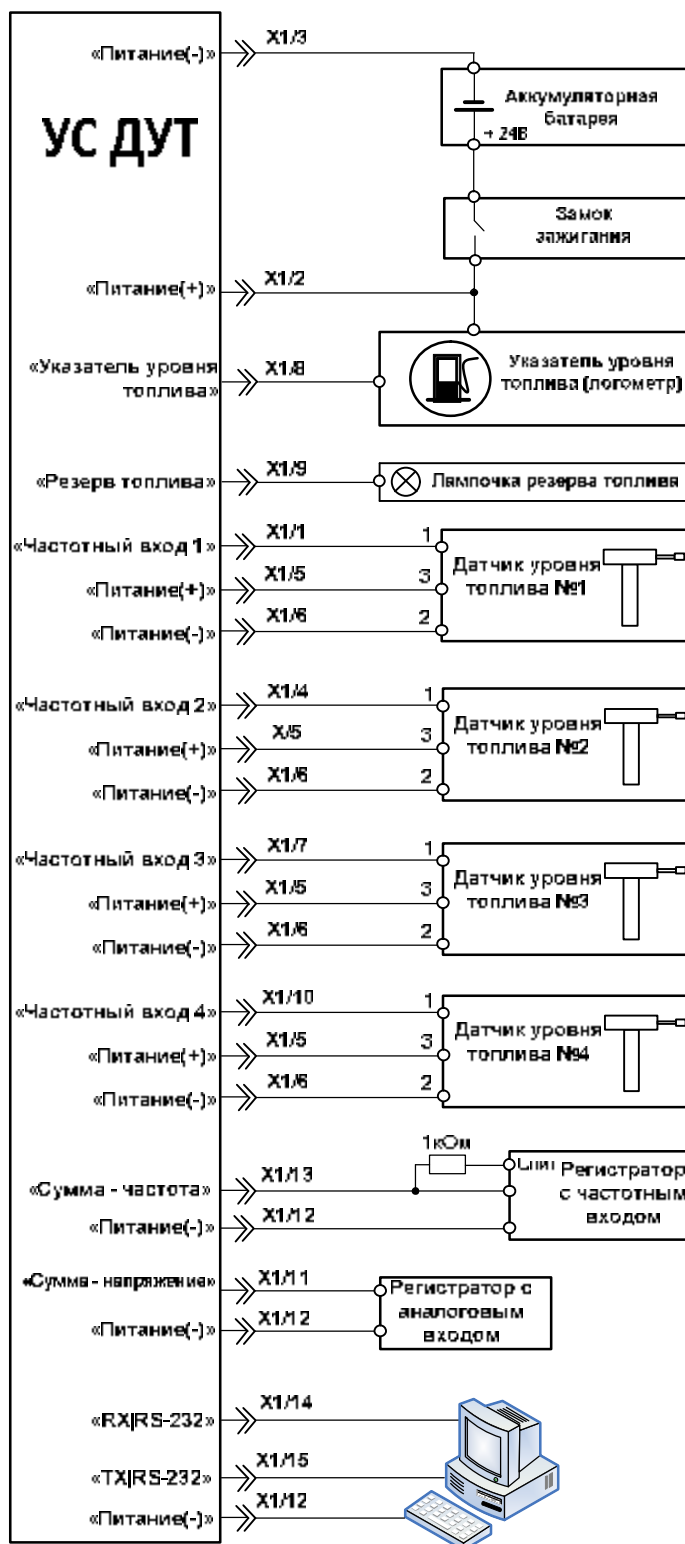 «Питание(-)»
X1/3
Аккумуляторная
батарея
+ 24В
УС ДУТ
Замок
зажигания
«Питание(+)»
X1/2
«Указатель уровня
топлива»
X1/8
Указатель уровня
топлива (логометр)
«Резерв топлива»
X1/9
Лампочка резерва топлива
«Частотный вход 1»
X1/1
1
«Питание(+)»
X1/5
3
«Питание(-)»
X1/6
2
Датчик уровня
топлива №1
«Частотный вход 2»
X1/4
1
«Питание(+)»
X/5
3
«Питание(-)»
X1/6
2
Датчик уровня
топлива №2
«Частотный вход 3»
X1/7
1
«Питание(+)»
X1/5
3
«Питание(-)»
X1/6
2
Датчик уровня
топлива №3
«Частотный вход 4»
X1/10
1
«Питание(+)»
X1/5
3
«Питание(-)»
X1/6
2
Датчик уровня
топлива №4
1кОм
«Сумма - частота»
X1/13
«Питание(-)»
X1/12
Регистратор
с частотным
входом
«Сумма - напряжение»
X1/11
«Питание(-)»
X1/12
Регистратор с
аналоговым
входом
«RX|RS-232»
X1/14
«TX|RS-232»
X1/15
«Питание(-)»
X1/12